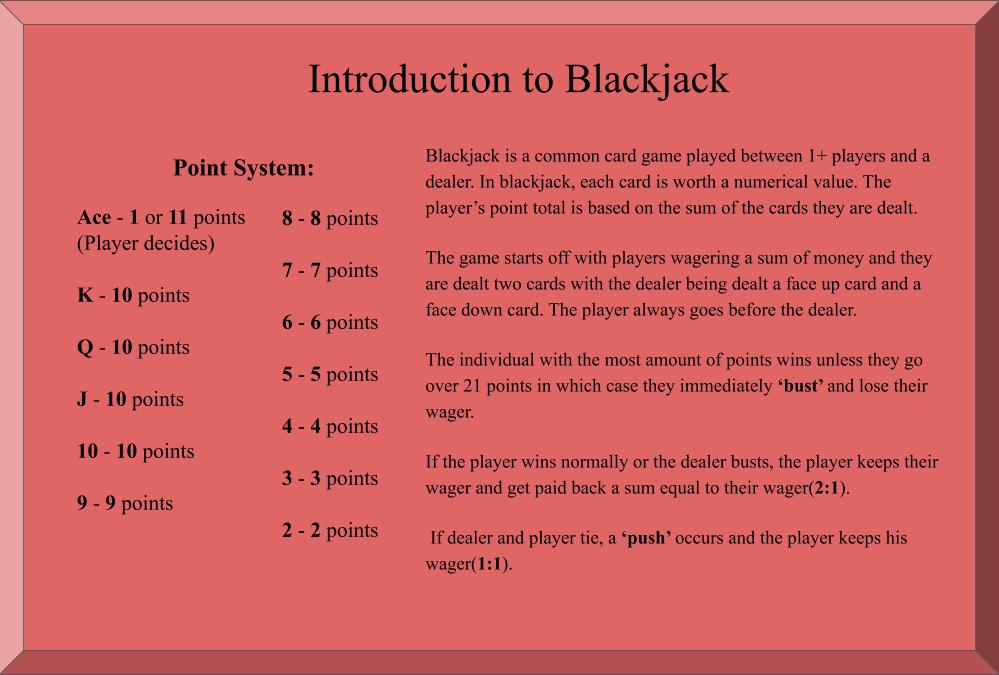 Introduction to Blackjack
Point System:
Ace - 1 or 11 points
(Player decides)
K - 10 points
Q - 10 points
J - 10 points
10 - 10 points
9 - 9 points
8 - 8 points
7 - 7 points
6 - 6 points
5 - 5 points
4 - 4 points
3 - 3 points
2 - 2 points
Blackjack is a common card game played between 1+ players and a
dealer. In blackjack, each card is worth a numerical value. The
player’s point total is based on the sum of the cards they are dealt.
The game starts off with players wagering a sum of money and they
are dealt two cards with the dealer being dealt a face up card and a
face down card. The player always goes before the dealer.
The individual with the most amount of points wins unless they go
over 21 points in which case they immediately ‘bust’ and lose their
wager.
If the player wins normally or the dealer busts, the player keeps their
wager and get paid back a sum equal to their wager(2:1).
If dealer and player tie, a ‘push’ occurs and the player keeps his
wager(1:1).